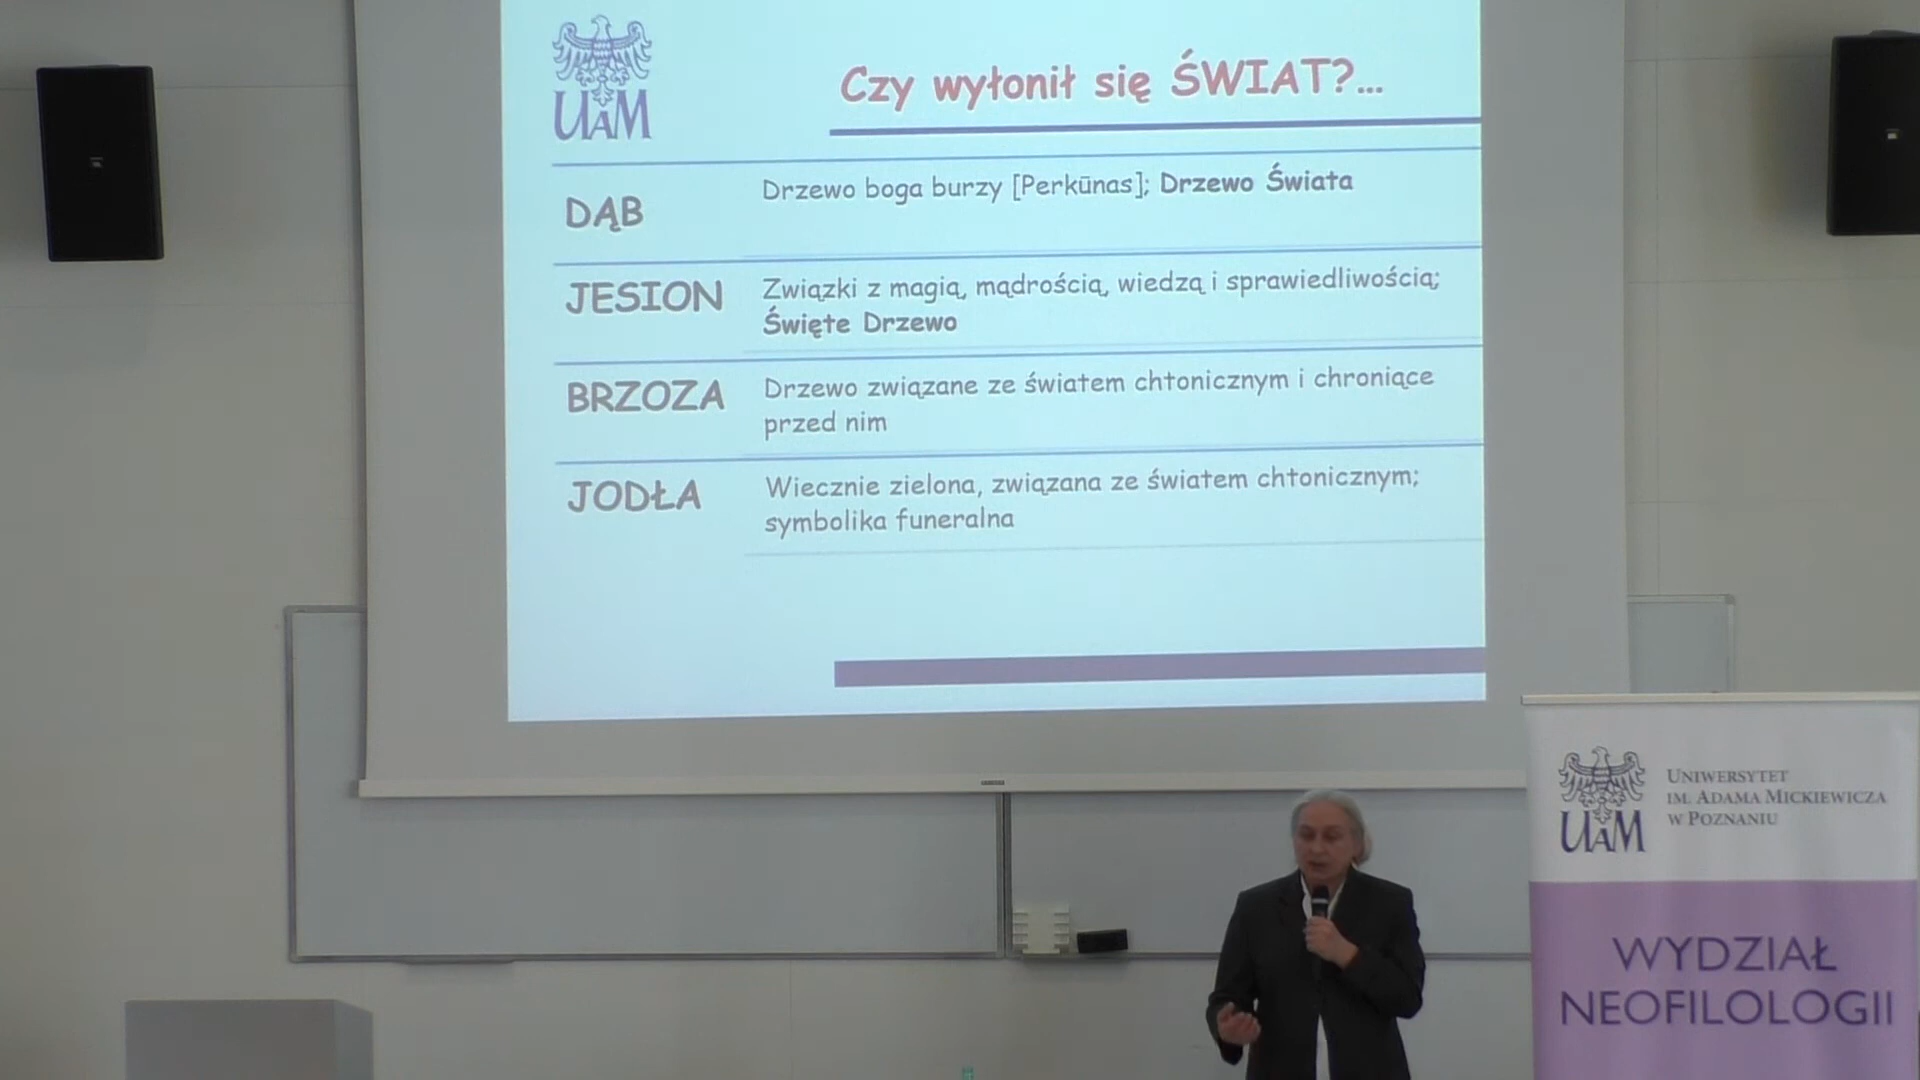 UAM
Czy wyłonił się ŚWIAT?...
DĄB
Drzewo boga burzy [Perkūnas]; Drzewo Świata
JESION
Związki z magią, mądrością, wiedzą i sprawiedliwością;
Święte Drzewo
BRZOZA
Drzewo związane ze światem chtonicznym i chroniące
przed nim
JODŁA
Wiecznie zielona, związana ze światem chtonicznym;
symbolika funeralna
UAM
UNIWERSYTET
IM. ADAMA MICKIEWICZA
W POZNANIU
WYDZIAŁ
NEOFILOLOGII